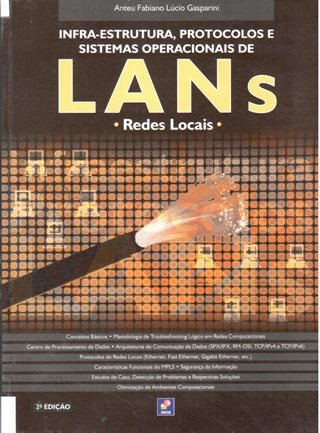 Anteu Fabiano Lúcio Gasparini
INFRA-ESTRUTURA, PROTOCOLOS E
SISTEMAS OPERACIONAIS DE
LANs
• Redes Locais •
Conceitos Básicos • Metodologia de Troubleshooting Lógico em Redes Computacionais
Centro de Processamento de Dados • Arquiteturas de Comunicação de Dados (SPX/IPX, RM-OSI, TCP/IPv4 e TCP/IPv6)
Protocolos de Redes Locais (Ethernet, Fast Ethernet, Gigabit Ethernet, etc.)
Características Funcionais do MPLS • Segurança da Informação
Estudos de Caso, Detecção de Problemas e Respectivas Soluções
Otimização de Ambientes Computacionais
2ª EDIÇÃO